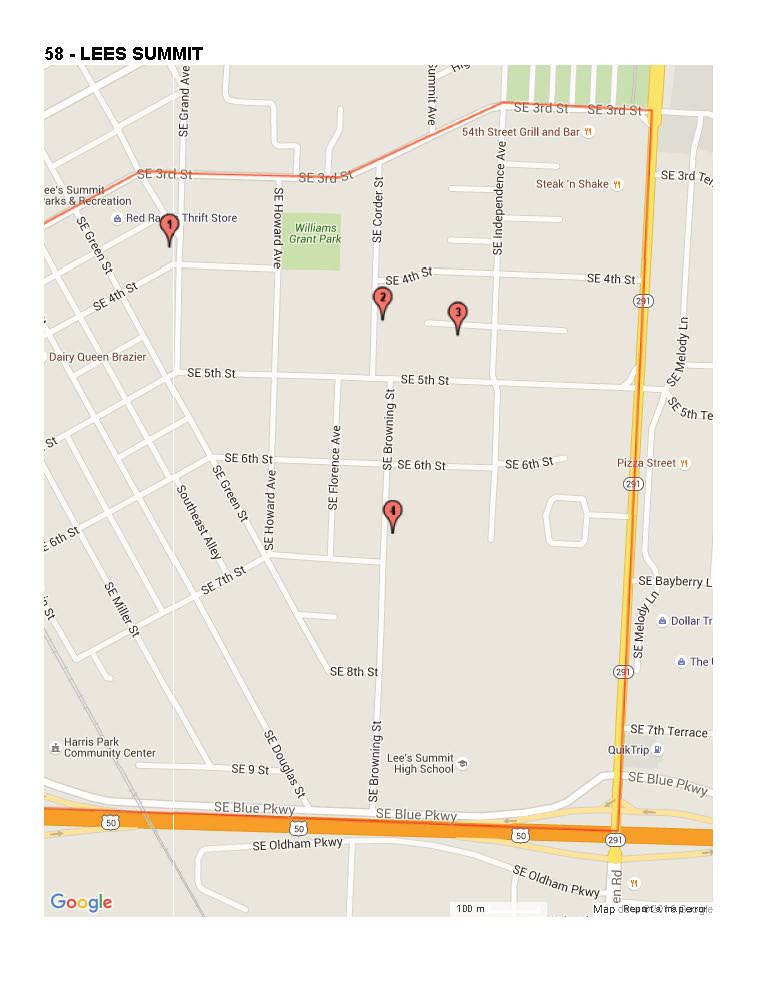 58 - LEES SUMMIT
SE Grand Ave
Summit Ave
SE 3rd St
SE 3rd St
54th Street Grill and Bar
SE 3rd St
SE 3rd St
SE 3rd Ter
Steak 'n Shake
ee's Summit
arks & Recreation
Red Thrift Store
1
SE Green St
SE Howard Ave
Williams
Grant Park
SE Corder St
SE Independence Ave
SE 4th St
SE 4th St
SE 4th St
2
3
291
SE Melody Ln
Dairy Queen Brazier
SE 5th St
SE 5th St
SE 5th Te
St
SE Browning St
SE Florence Ave
SE 6th St
SE 6th St
SE 6th St
Pizza Street
291
SE Green St
SE Howard Ave
Southeast Alley
4
E 6th St
SE 7th St
SE Miller St
n St
SE Bayberry L
SE Melody Ln
Dollar Tr
The
SE 8th St
291
SE 7th Terrace
QuikTrip
Harris Park
Community Center
SE 9 St
SE Douglas St
SE Browning St
Lee's Summit
High School
SE Blue Pkwy
SE Blue Pkwy
SE Blue Pkwy
50
50
50
291
SE Oldham Pkwy
SE Oldham Pkwy
en Rd
Google
100 m
Map
Report a map error